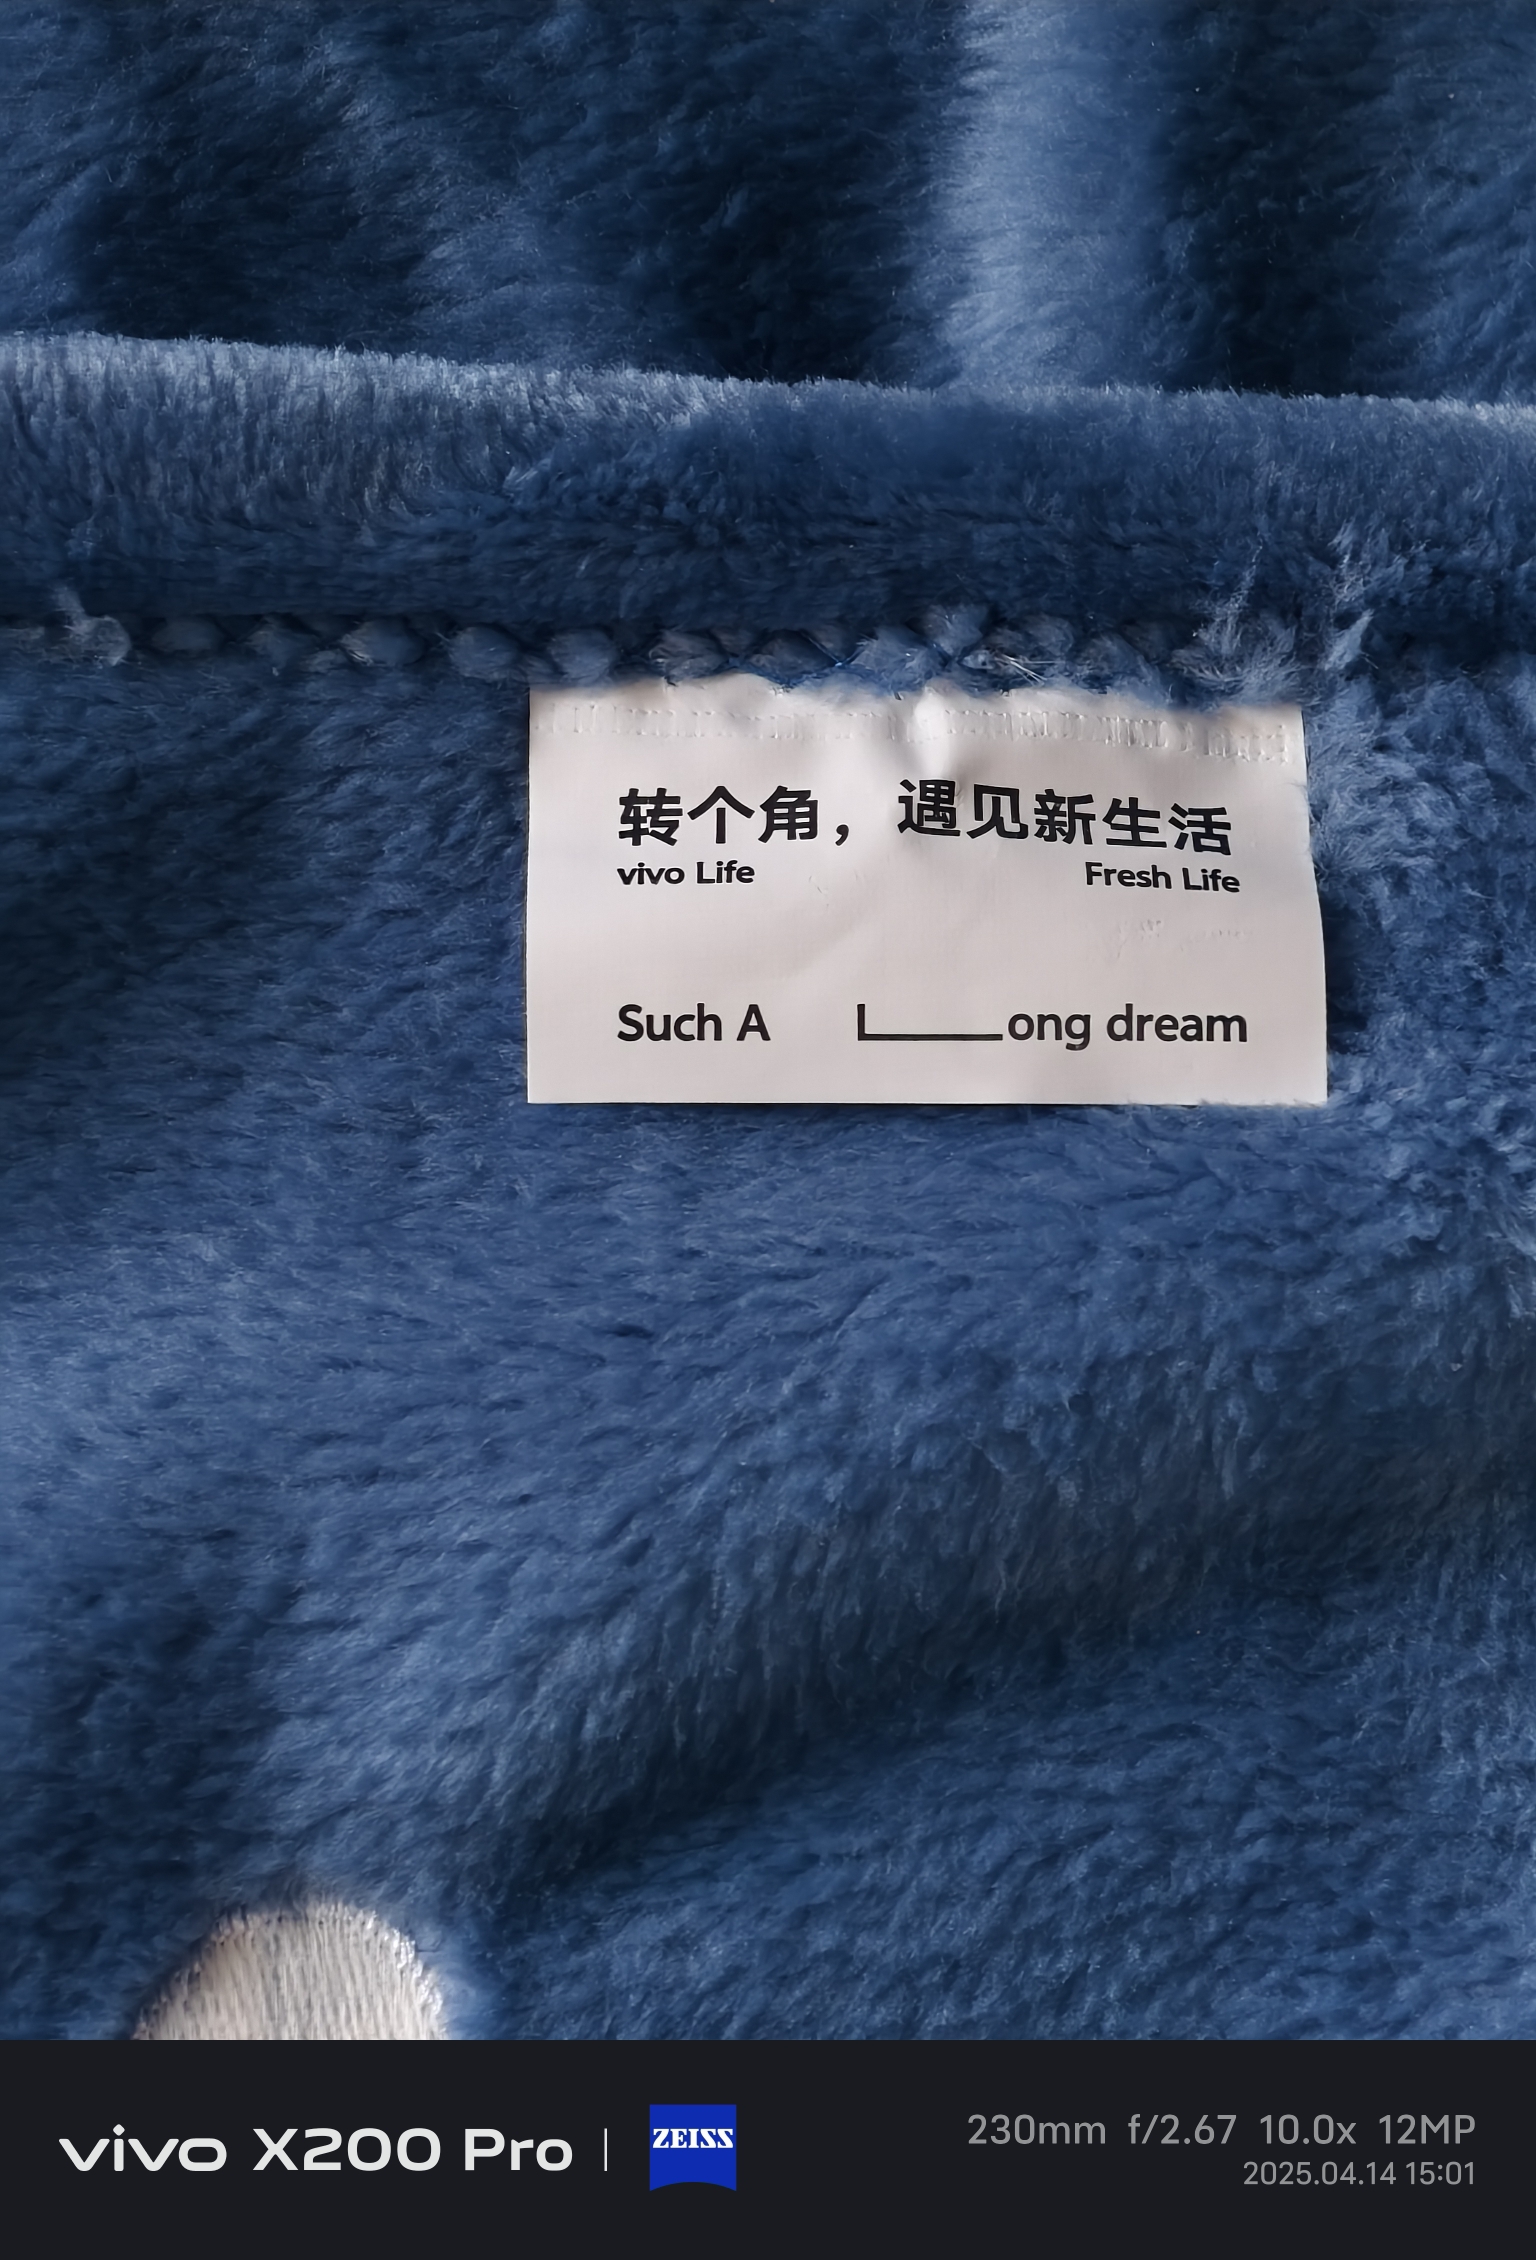 转个角，遇见新生活
vivo Life Fresh Life
Such A L____ong dream
vivo X200 Pro | ZEISS 230mm f/2.67 10.0x 12MP
2025.04.14 15:01